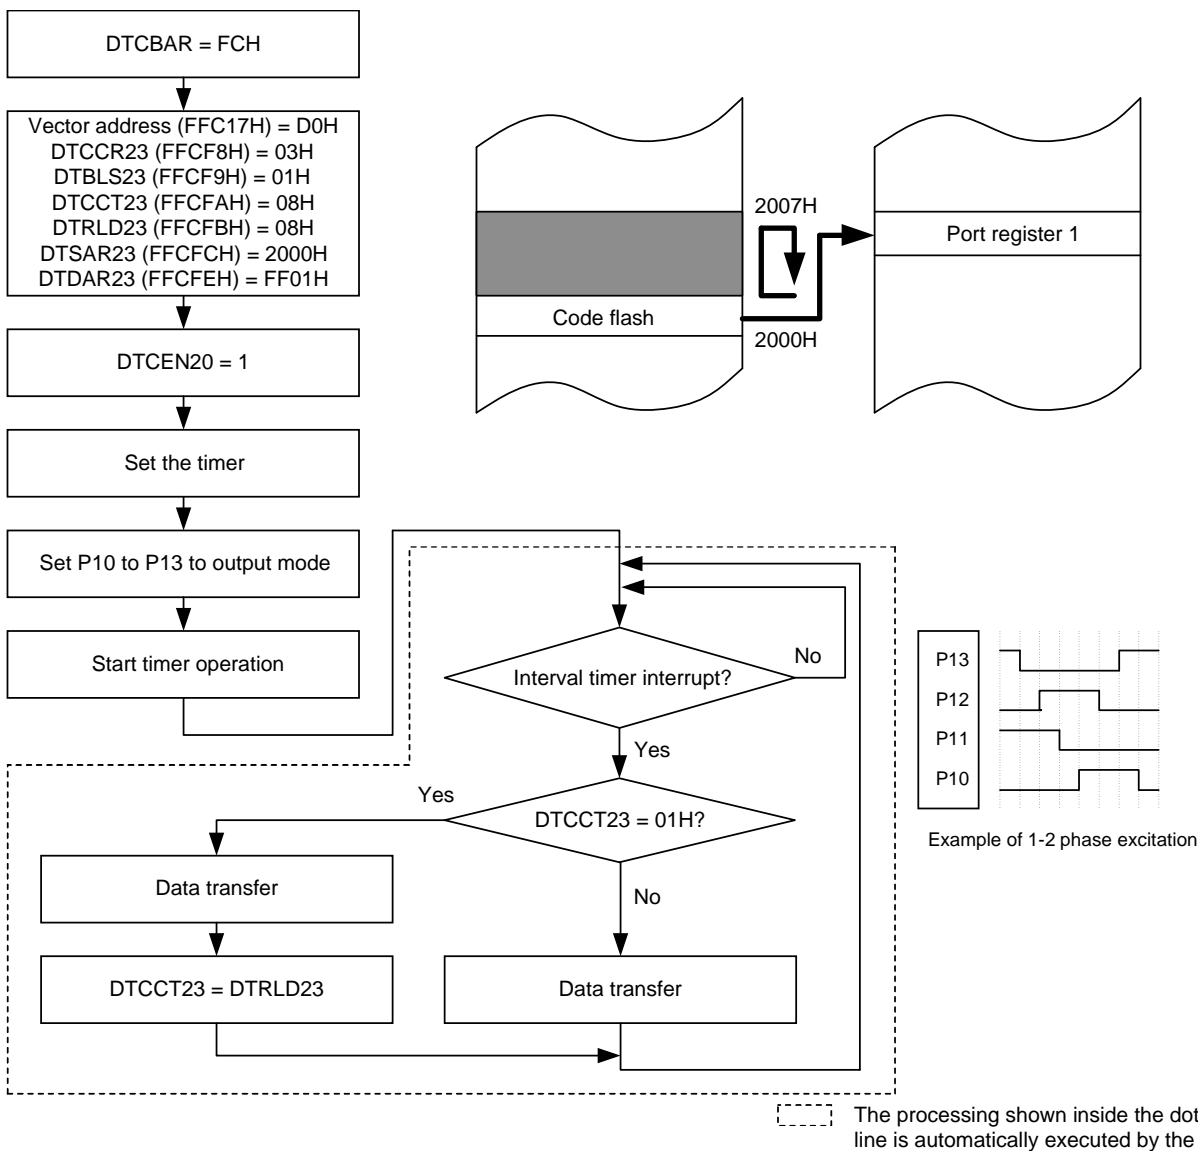 DTCBAR = FCH
Vector address (FFC17H) = D0H
DTCCR23 (FFCF8H) = 03H
DTBLS23 (FFCF9H) = 01H
DTCCT23 (FFCFAH) = 08H
DTRLD23 (FFCFBH) = 08H
DTSAR23 (FFCFCH) = 2000H
DTDAR23 (FFCFEH) = FF01H
DTCEN20 = 1
Set the timer
Set P10 to P13 to output mode
Start timer operation
2007H
Code flash
2000H
Port register 1
Interval timer interrupt?
No
Yes
DTCCT23 = 01H?
Yes
No
Data transfer
DTCCT23 = DTRLD23
Data transfer
P13
P12
P11
P10
Example of 1-2 phase excitation
The processing shown inside the dot
line is automatically executed by the